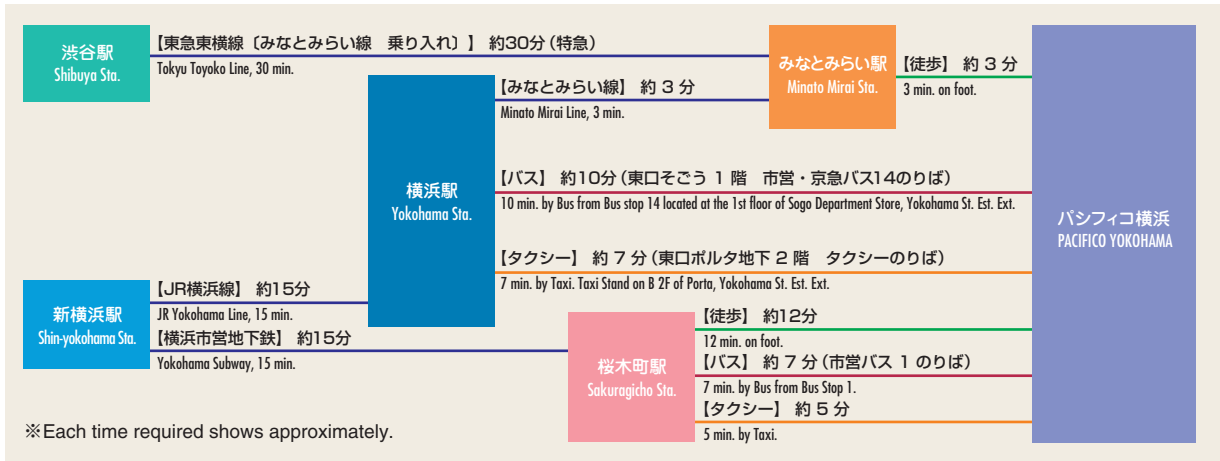 渋谷駅
Shibuya Sta.
【東急東横線〔みなとみらい線　乗り入れ〕】 約30分（特急）
Tokyu Toyoko Line, 30 min.
みなとみらい駅
Minato Mirai Sta.
【徒歩】 約 3 分
3 min. on foot.
横浜駅
Yokohama Sta.
【みなとみらい線】 約 3 分
Minato Mirai Line, 3 min.
【バス】 約10分（東口そごう 1 階　市営・京急バス14のりば）
10 min. by Bus from Bus stop 14 located at the 1st floor of Sogo Department Store, Yokohama St. Est. Ext.
【タクシー】 約 7 分（東口ポルタ地下 2 階　タクシーのりば）
7 min. by Taxi. Taxi Stand on B 2F of Porta, Yokohama St. Est. Ext.
パシフィコ横浜
PACIFICO YOKOHAMA
新横浜駅
Shin-yokohama Sta.
【JR横浜線】 約15分
JR Yokohama Line, 15 min.
【横浜市営地下鉄】 約15分
Yokohama Subway, 15 min.
桜木町駅
Sakuragicho Sta.
【徒歩】 約12分
12 min. on foot.
【バス】 約 7 分（市営バス 1 のりば）
7 min. by Bus from Bus Stop 1.
【タクシー】 約 5 分
5 min. by Taxi.
※Each time required shows approximately.